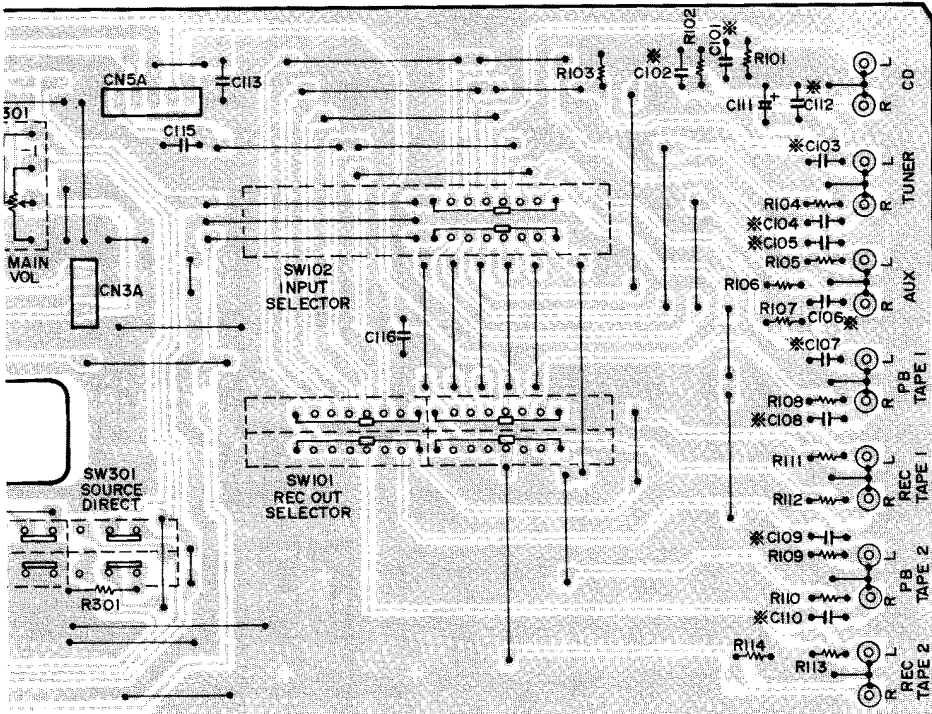 R102
※C101
※
C102
R103
R101
CN5A
C113
C111
+
※
C112
L
CD
R
301
C115
※C103
L
TUNER
R
R104
※C104
※C105
R105
L
AUX
R
R106
R107
C106※
MAIN
VOL
CN3A
SW102
INPUT
SELECTOR
C116
※C107
L
PB
TAPE 1
R
R108
※C108
SW301
SOURCE
DIRECT
SW101
REC OUT
SELECTOR
R111
L
REC
TAPE 1
R
R112
※C109
R109
L
PB
TAPE 2
R
R110
※C110
R301
R114
R113
L
REC
TAPE 2
R